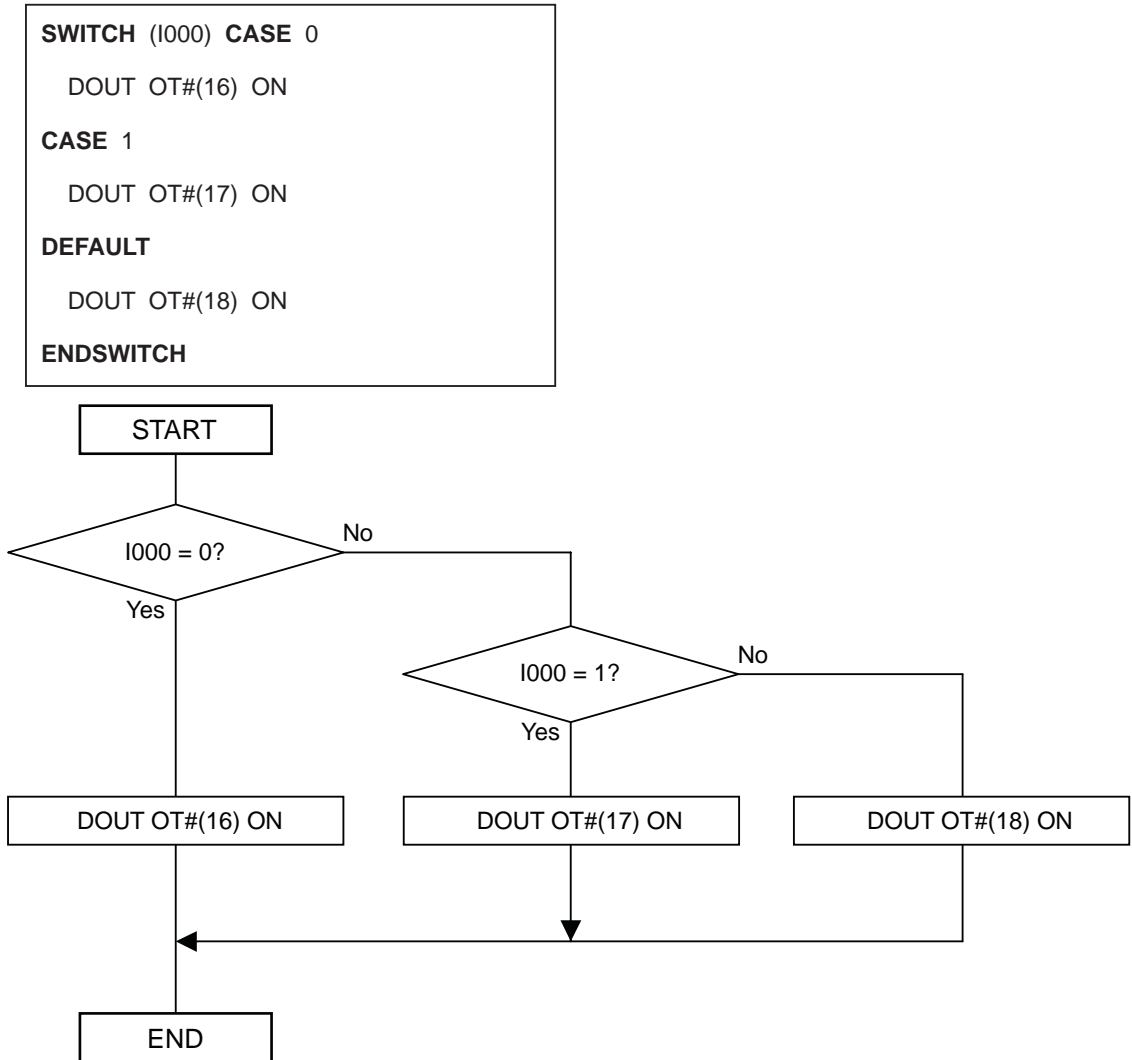 SWITCH (I000) CASE 0
DOUT OT#(16) ON
CASE 1
DOUT OT#(17) ON
DEFAULT
DOUT OT#(18) ON
ENDSWITCH
START
I000 = 0?
No
Yes
I000 = 1?
No
Yes
DOUT OT#(16) ON
DOUT OT#(17) ON
DOUT OT#(18) ON
END